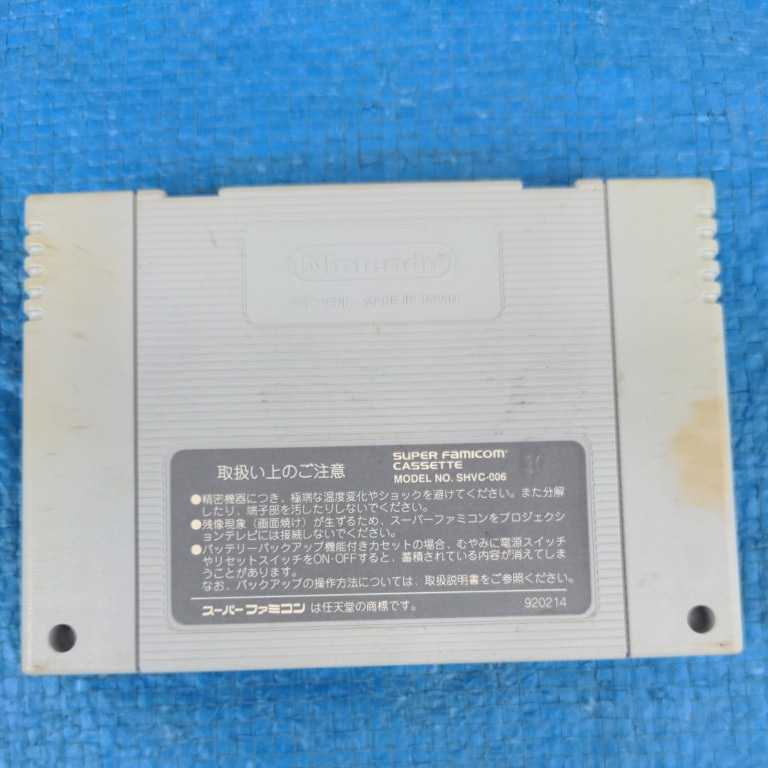 Nintendo®
MADE IN JAPAN
取扱い上のご注意
SUPER FAMICOM®
CASSETTE
MODEL NO. SHVC-006
●精密機器につき、極端な温度変化やショックを避けてください。また分解
したり、端子部を汚したりしないでください。
●残像現象（画面焼け）が生ずるため、スーパーファミコンをプロジェクシ
ョンテレビには接続しないでください。
●バッテリーバックアップ機能付きカセットの場合、むやみに電源スイッチ
やリセットスイッチをON・OFFすると、蓄積されている内容が消えてしま
うことがあります。
なお、バックアップの操作方法については、取扱説明書をご参照ください。
スーパーファミコンは任天堂の商標です。
920214